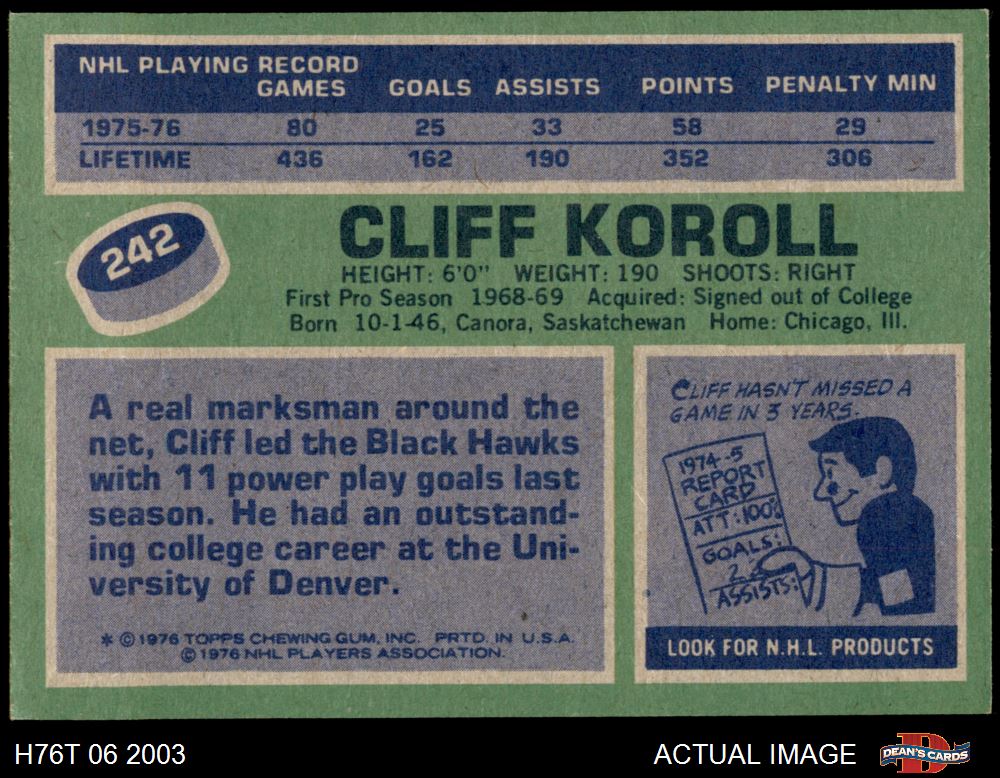 NHL PLAYING RECORD
GAMES GOALS ASSISTS POINTS PENALTY MIN
1975-76 80 25 33 58 29
LIFETIME 436 162 190 352 306
242
CLIFF KOROLL
HEIGHT: 6'0" WEIGHT: 190 SHOOTS: RIGHT
First Pro Season 1968-69 Acquired: Signed out of College
Born 10-1-46, Canora, Saskatchewan Home: Chicago, Ill.
A real marksman around the
net, Cliff led the Black Hawks
with 11 power play goals last
season. He had an outstand-
ing college career at the Uni-
versity of Denver.
* © 1976 TOPPS CHEWING GUM, INC. PRTD. IN U.S.A.
© 1976 NHL PLAYERS ASSOCIATION.
CLIFF HASN'T MISSED A
GAME IN 3 YEARS.
1974-5
REPORT
CARD
ATT: 100%
GOALS:
22
ASSISTS:
LOOK FOR N.H.L. PRODUCTS
H76T 06 2003
ACTUAL IMAGE
DEAN'S CARDS